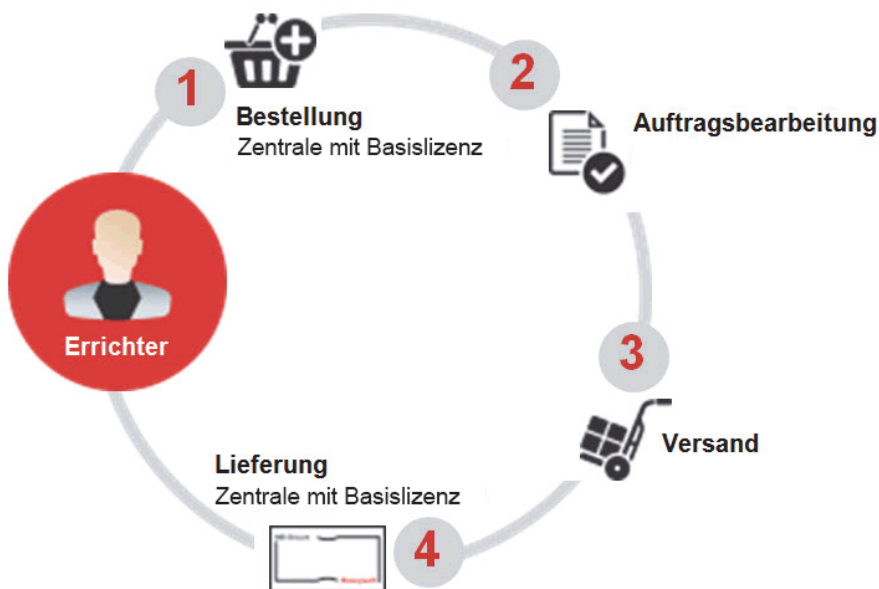 1
Bestellung
Zentrale mit Basislizenz
2
Auftragsbearbeitung
Errichter
3
Versand
Lieferung
Zentrale mit Basislizenz
4